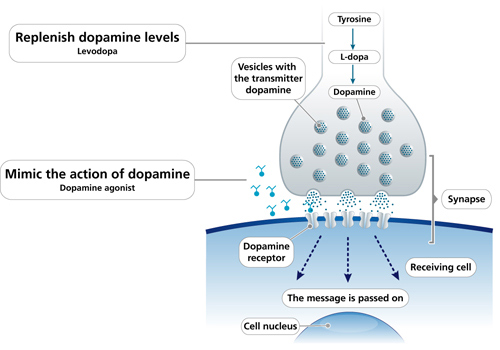 Tyrosine
Replenish dopamine levels
Levodopa
L-dopa
Vesicles with
the transmitter
dopamine
Dopamine
Mimic the action of dopamine
Dopamine agonist
Synapse
Dopamine
receptor
Receiving cell
The message is passed on
Cell nucleus